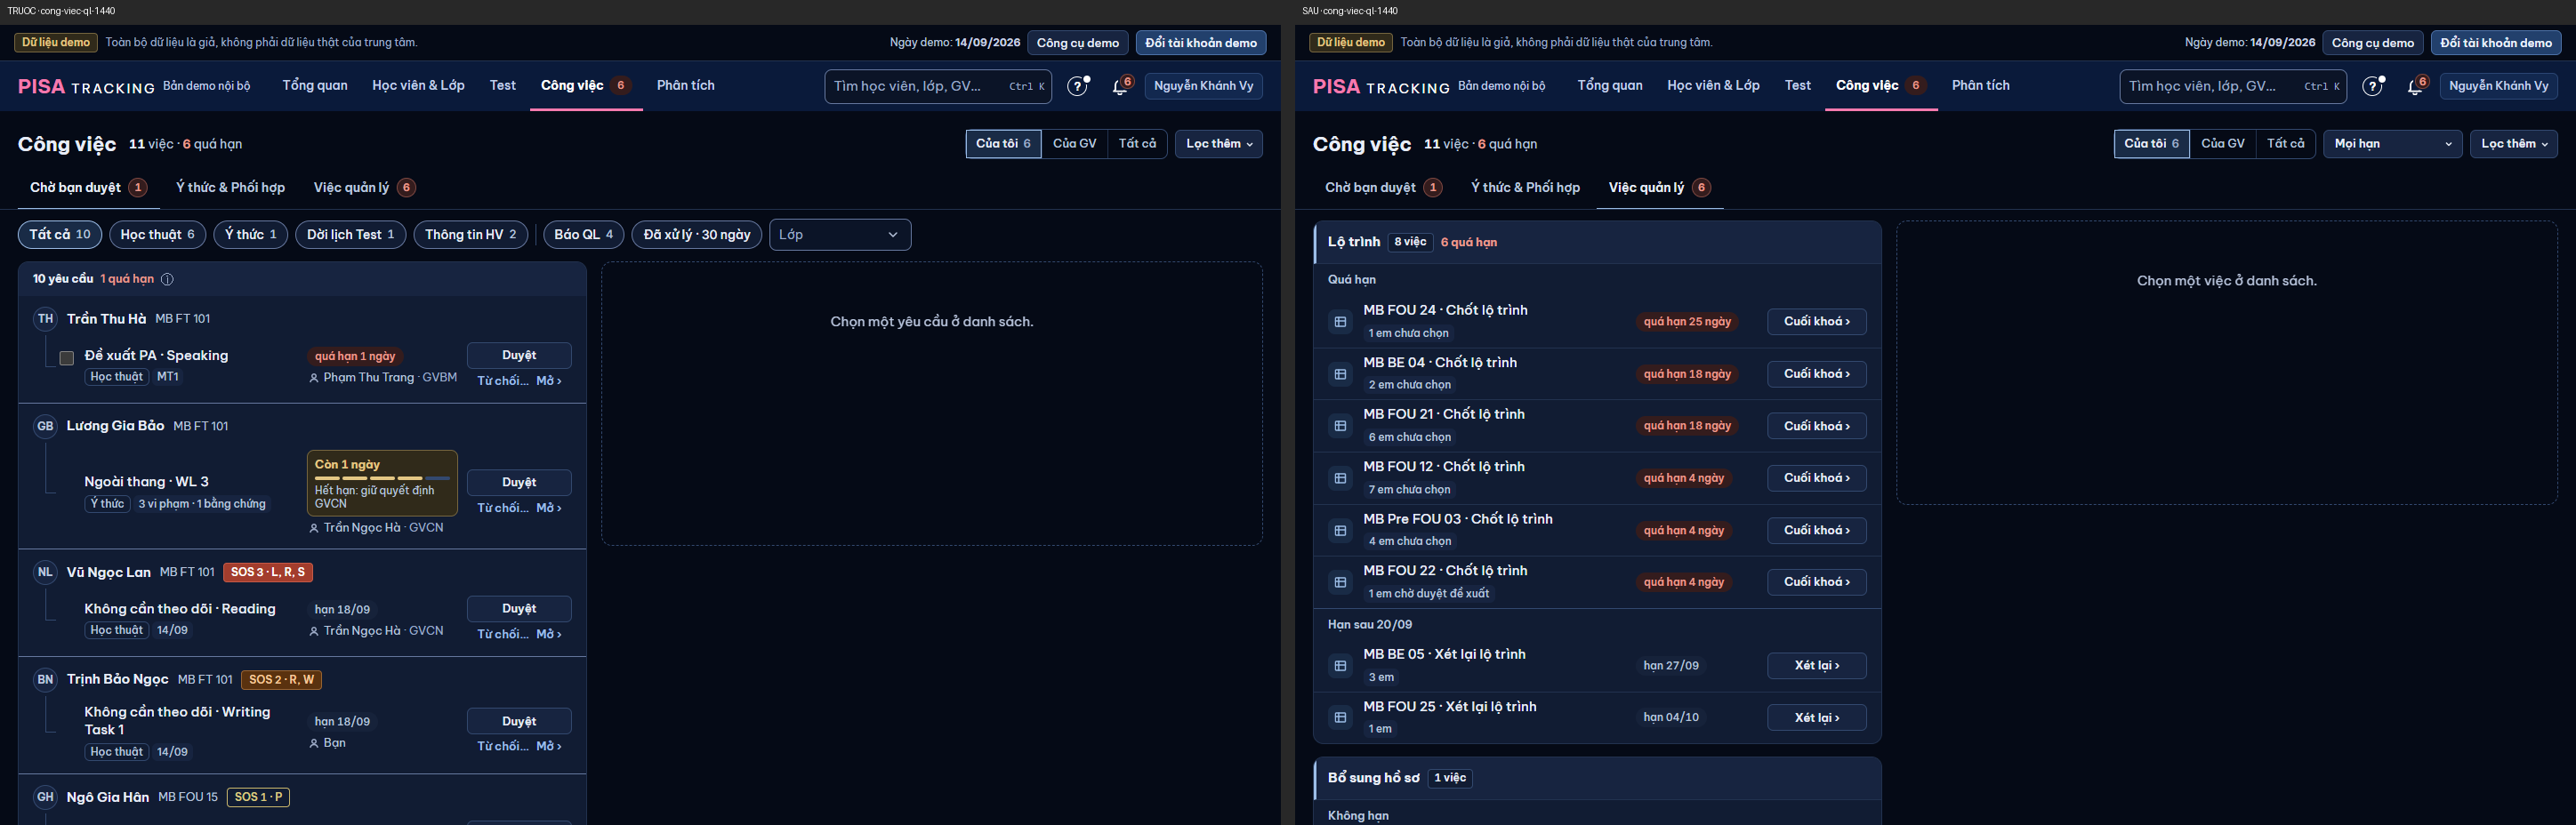 TRUOC · cong-viec-ql-1440
Dữ liệu demo Toàn bộ dữ liệu là giả, không phải dữ liệu thật của trung tâm. Ngày demo: 14/09/2026 Công cụ demo Đổi tài khoản demo
PISA TRACKING Bản demo nội bộ Tổng quan Học viên & Lớp Test Công việc 6 Phân tích Tìm học viên, lớp, GV... Ctrl K ? 6 Nguyễn Khánh Vy
Công việc 11 việc · 6 quá hạn Của tôi 6 Của GV Tất cả Lọc thêm
Chờ bạn duyệt 1 Ý thức & Phối hợp Việc quản lý 6
Tất cả 10 Học thuật 6 Ý thức 1 Dời lịch Test 1 Thông tin HV 2 Báo QL 4 Đã xử lý · 30 ngày Lớp
10 yêu cầu 1 quá hạn
TH Trần Thu Hà MB FT 101
Đề xuất PA · Speaking quá hạn 1 ngày Duyệt
Học thuật MT1 Phạm Thu Trang · GVBM Từ chối... Mở ›
GB Lương Gia Bảo MB FT 101
Còn 1 ngày
Ngoài thang · WL 3 Duyệt
Hết hạn: giữ quyết định GVCN
Ý thức 3 vi phạm · 1 bằng chứng Từ chối... Mở ›
Trần Ngọc Hà · GVCN
NL Vũ Ngọc Lan MB FT 101 SOS 3 · L, R, S
Không cần theo dõi · Reading hạn 18/09 Duyệt
Học thuật 14/09 Trần Ngọc Hà · GVCN Từ chối... Mở ›
BN Trịnh Bảo Ngọc MB FT 101 SOS 2 · R, W
Không cần theo dõi · Writing
Task 1 hạn 18/09 Duyệt
Học thuật 14/09 Bạn Từ chối... Mở ›
GH Ngô Gia Hân MB FOU 15 SOS 1 · P
Chọn một yêu cầu ở danh sách.
SAU · cong-viec-ql-1440
Dữ liệu demo Toàn bộ dữ liệu là giả, không phải dữ liệu thật của trung tâm. Ngày demo: 14/09/2026 Công cụ demo Đổi tài khoản demo
PISA TRACKING Bản demo nội bộ Tổng quan Học viên & Lớp Test Công việc 6 Phân tích Tìm học viên, lớp, GV... Ctrl K ? 6 Nguyễn Khánh Vy
Công việc 11 việc · 6 quá hạn Của tôi 6 Của GV Tất cả Mọi hạn Lọc thêm
Chờ bạn duyệt 1 Ý thức & Phối hợp Việc quản lý 6
Lộ trình 8 việc 6 quá hạn
Quá hạn
MB FOU 24 · Chốt lộ trình quá hạn 25 ngày Cuối khoá ›
1 em chưa chọn
MB BE 04 · Chốt lộ trình quá hạn 18 ngày Cuối khoá ›
2 em chưa chọn
MB FOU 21 · Chốt lộ trình quá hạn 18 ngày Cuối khoá ›
6 em chưa chọn
MB FOU 12 · Chốt lộ trình quá hạn 4 ngày Cuối khoá ›
7 em chưa chọn
MB Pre FOU 03 · Chốt lộ trình quá hạn 4 ngày Cuối khoá ›
4 em chưa chọn
MB FOU 22 · Chốt lộ trình quá hạn 4 ngày Cuối khoá ›
1 em chờ duyệt đề xuất
Hạn sau 20/09
MB BE 05 · Xét lại lộ trình hạn 27/09 Xét lại ›
3 em
MB FOU 25 · Xét lại lộ trình hạn 04/10 Xét lại ›
1 em
Bổ sung hồ sơ 1 việc
Không hạn
Chọn một việc ở danh sách.